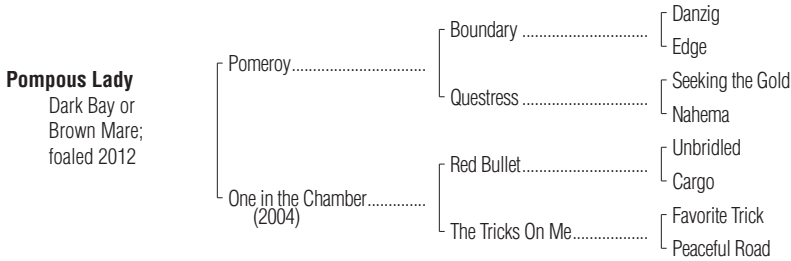 Pompous Lady
Dark Bay or
Brown Mare;
foaled 2012
Pomeroy
One in the Chamber
(2004)
Boundary
Questress
Red Bullet
The Tricks On Me
Danzig
Edge
Seeking the Gold
Nahema
Unbridled
Cargo
Favorite Trick
Peaceful Road